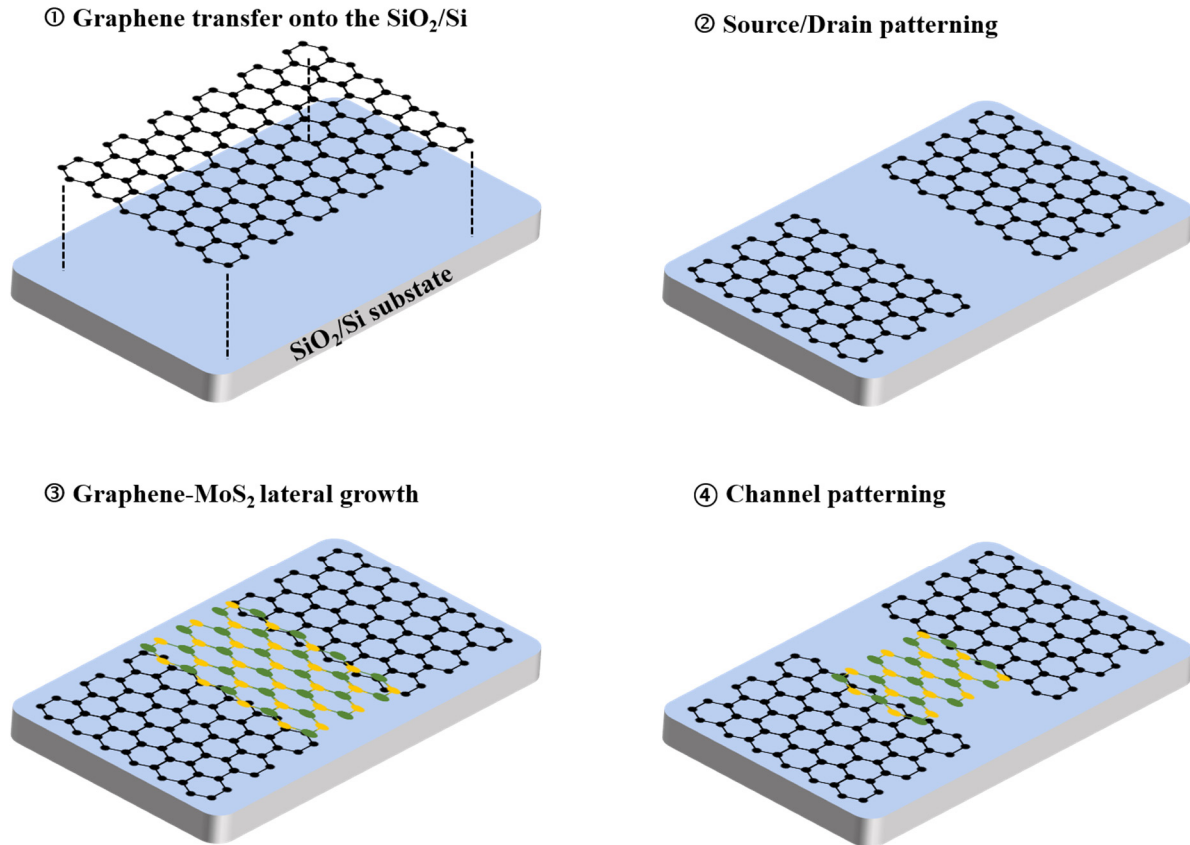 ① Graphene transfer onto the SiO₂/Si
② Source/Drain patterning
SiO₂/Si substrate
③ Graphene-MoS₂ lateral growth
④ Channel patterning